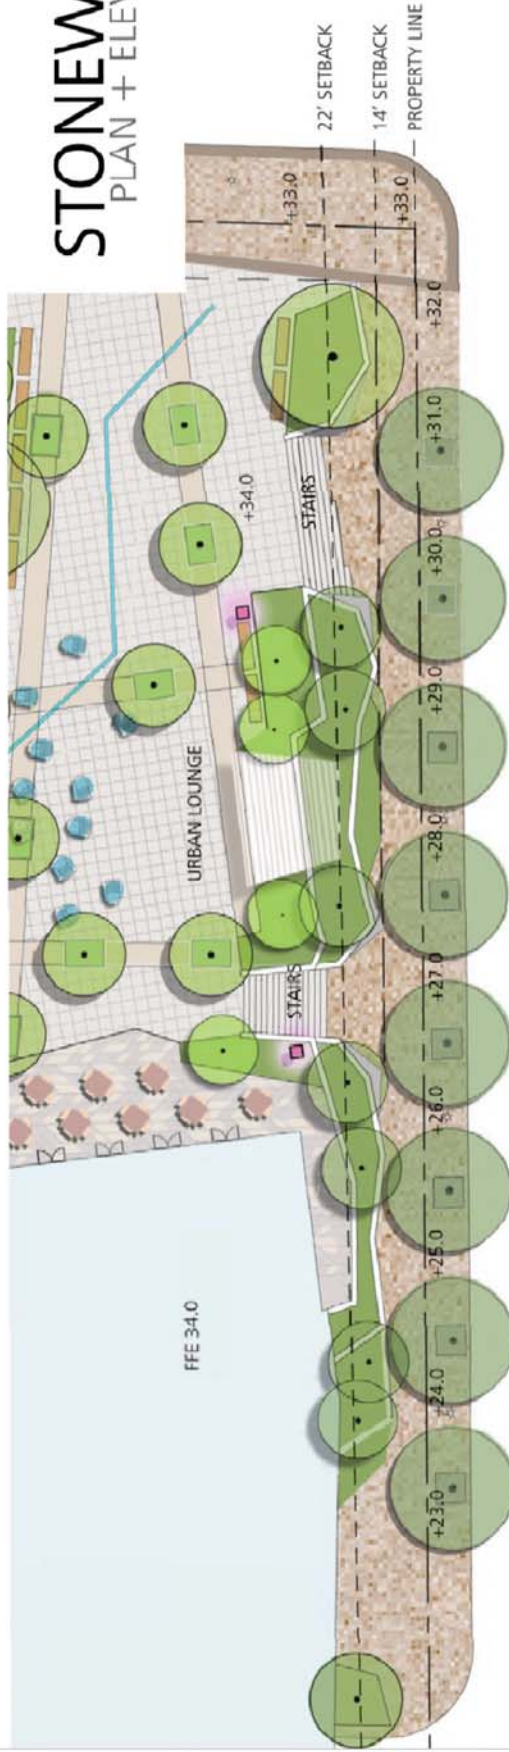 STONEW
PLAN + ELE
22' SETBACK
14' SETBACK
PROPERTY LINE
+33.0
+33.0
+32.0
+31.0
+30.0
+29.0
+28.0
+27.0
+26.0
+25.0
+24.0
+23.0
+34.0
STAIRS
URBAN LOUNGE
STAIRS
FFE 34.0